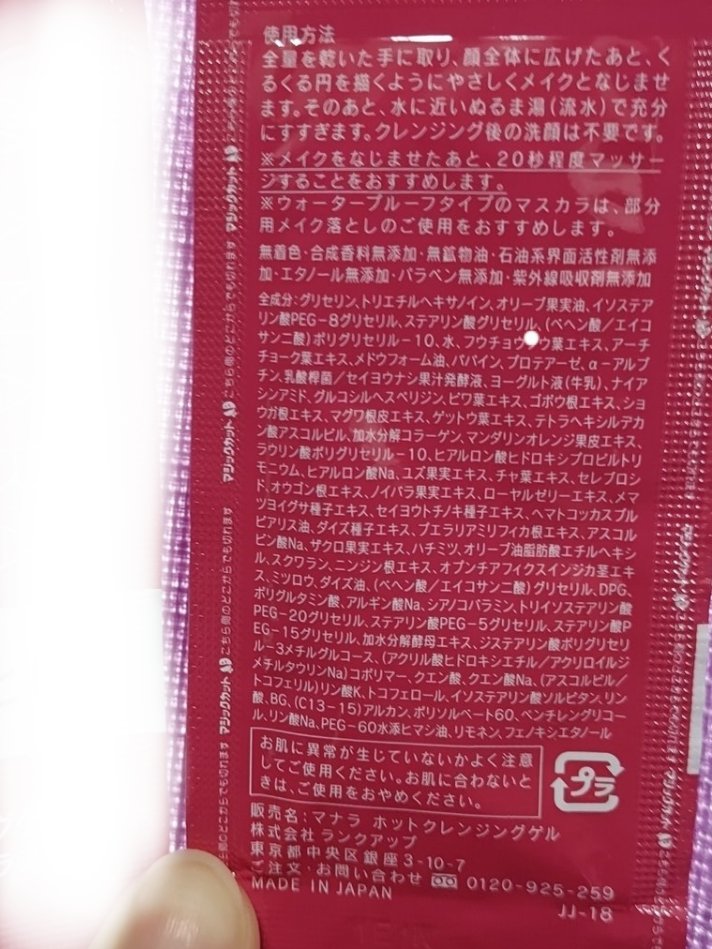 使用方法
全量を乾いた手に取り、顔全体に広げたあと、く
るくる円を描くようにやさしくメイクとなじませ
ます。そのあと、水に近いぬるま湯(流水)で充分
にすすぎます。クレンジング後の洗顔は不要です。
※メイクをなじませたあと、20秒程度マッサー
ジすることをおすすめします。
※ウォータープルーフタイプのマスカラは、部分
用メイク落としのご使用をおすすめします。
無着色・合成香料無添加・無鉱物油・石油系界面活性剤無添
加・エタノール無添加・パラベン無添加・紫外線吸収剤無添加
全成分:グリセリン、トリエチルヘキサノイン、オリーブ果実油、イソステア
リン酸PEG-8グリセリル、ステアリン酸グリセリル、(ベヘン酸/エイコ
サン二酸)ポリグリセリル-10、水、フウチョウソウ葉エキス、アーチ
チョーク葉エキス、メドウフォーム油、パパイン、プロテアーゼ、α-アルブ
チン、乳酸桿菌/セイヨウナシ果汁発酵液、ヨーグルト液(牛乳)、ナイア
シンアミド、グルコシルヘスペリジン、ビワ葉エキス、ゴボウ根エキス、ショ
ウガ根エキス、マグワ根皮エキス、ゲットウ葉エキス、テトラヘキシルデカ
ン酸アスコルビル、加水分解コラーゲン、マンダリンオレンジ果皮エキス、
ラウリン酸ポリグリセリル-10、ヒアルロン酸ヒドロキシプロピルトリ
モニウム、ヒアルロン酸Na、ユズ果実エキス、チャ葉エキス、セレブロシ
ド、オウゴン根エキス、ノイバラ果実エキス、ローヤルゼリーエキス、メマ
ツヨイグサ種子エキス、セイヨウトチノキ種子エキス、ヘマトコッカスプル
ビアリス油、ダイズ種子エキス、プエラリアミリフィカ根エキス、アスコル
ビン酸Na、ザクロ果実エキス、ハチミツ、オリーブ油脂肪酸エチルヘキシ
ル、スクワラン、ニンジン根エキス、オプンチアフィクスインジカ茎エキ
ス、ミツロウ、ダイズ油、(ベヘン酸/エイコサン二酸)グリセリル、DPG、
ポリグルタミン酸、アルギン酸Na、シアノコバラミン、トリイソステアリン酸
PEG-20グリセリル、ステアリン酸PEG-5グリセリル、ステアリン酸P
EG-15グリセリル、加水分解酵母エキス、ジステアリン酸ポリグリセリ
ル-3メチルグルコース、(アクリル酸ヒドロキシエチル/アクリロイルジ
メチルタウリンNa)コポリマー、クエン酸、クエン酸Na、(アスコルビル/
トコフェリル)リン酸K、トコフェロール、イソステアリン酸ソルビタン、リン
酸、BG、(C13-15)アルカン、ポリソルベート60、ペンチレングリコー
ル、リン酸Na、PEG-60水添ヒマシ油、リモネン、フェノキシエタノール
お肌に異常が生じていないかよく注意
してご使用ください。お肌に合わないと
きは、ご使用をおやめください。
プラ
販売名:マナラ ホットクレンジングゲル
株式会社 ランクアップ
東京都中央区銀座3-10-7
ご注文・お問い合わせ 0120-925-259
MADE IN JAPAN
JJ-18
マジックカット
マジックカット
マジックカット